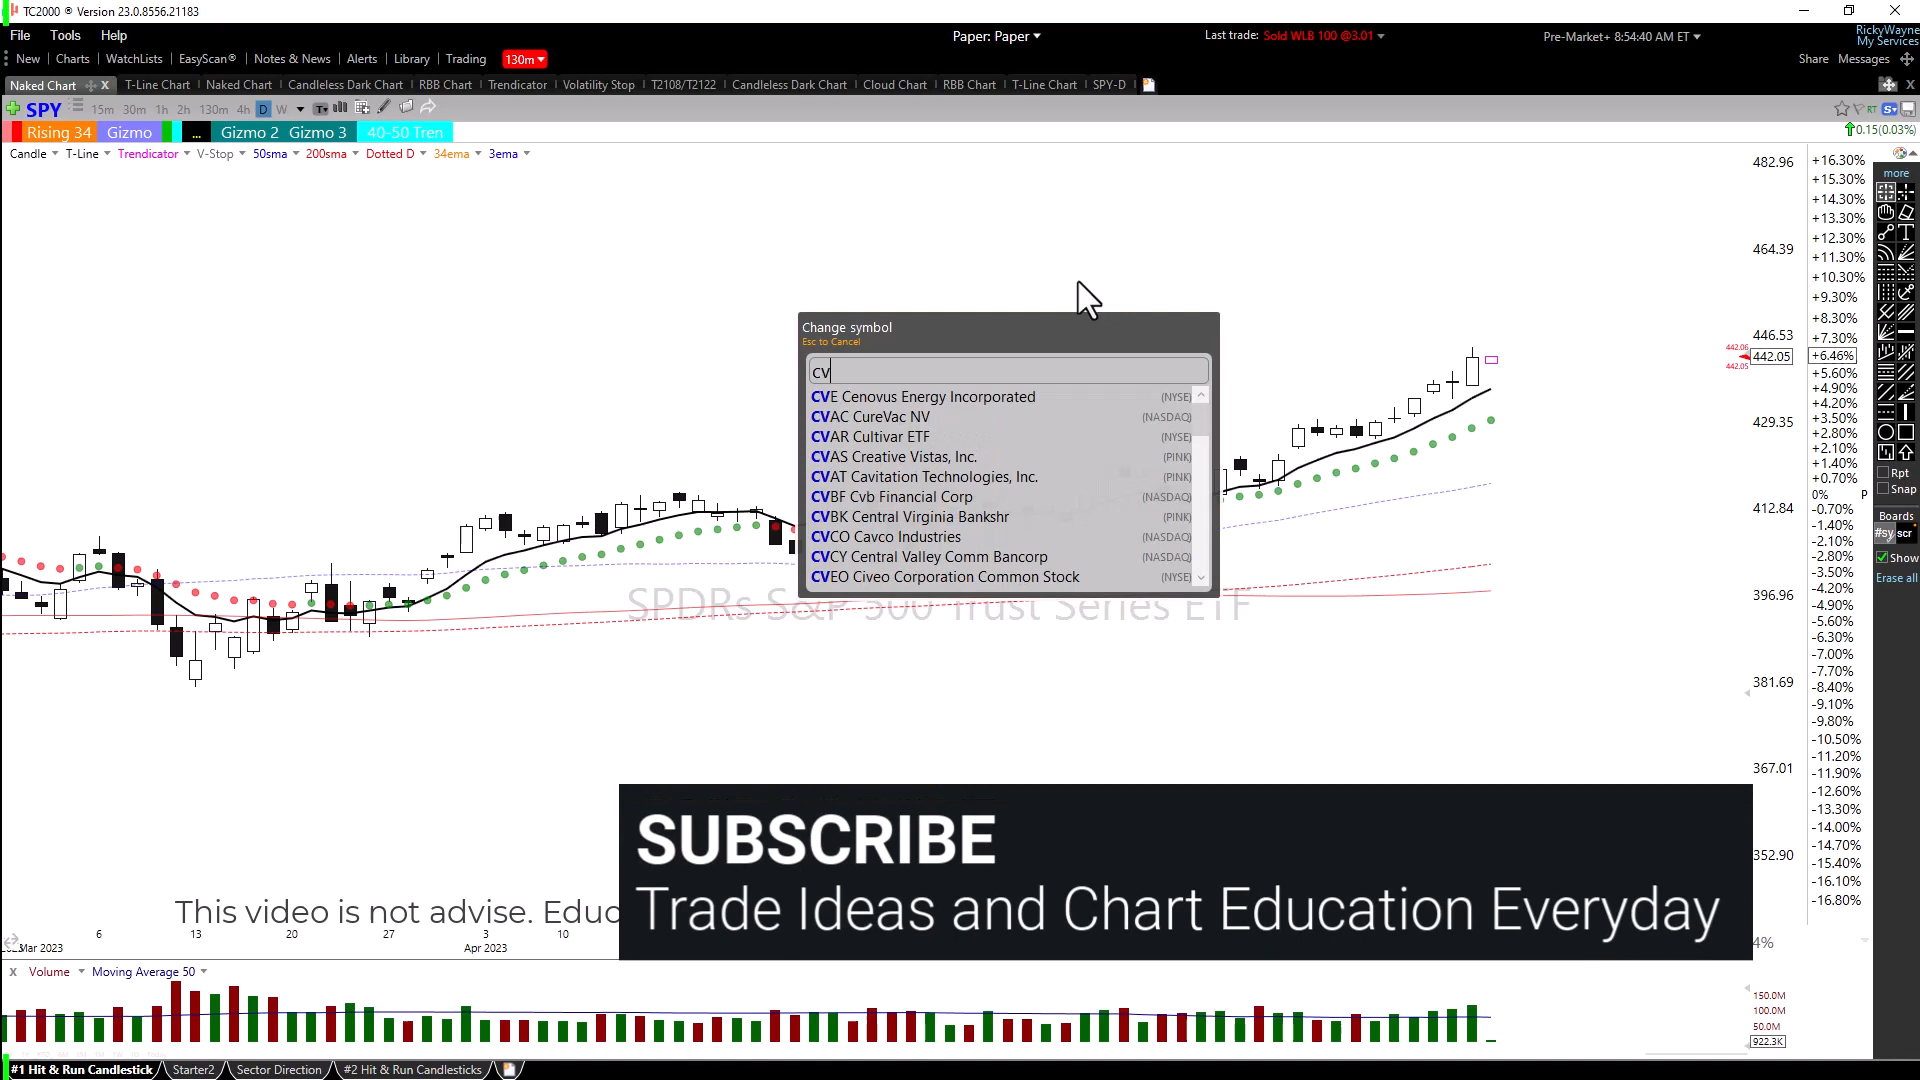 TC2000 ® Version 23.0.8556.21183
File Tools Help
Paper: Paper
Last trade: Sold WLB 100 @3.01
Pre-Market+ 8:54:40 AM ET
RickyWayne
My Services
New Charts WatchLists EasyScan® Notes & News Alerts Library Trading 130m
Share Messages
Naked Chart X T-Line Chart Naked Chart Candleless Dark Chart RBB Chart Trendicator Volatility Stop T2108/T2122 Candleless Dark Chart Cloud Chart RBB Chart T-Line Chart SPY-D
SPY 15m 30m 1h 2h 130m 4h D W
RT
Rising 34 Gizmo ... Gizmo 2 Gizmo 3 40-50 Tren
0.15(0.03%)
Candle T-Line Trendicator V-Stop 50sma 200sma Dotted D 34ema 3ema
482.96
464.39
446.53
442.06
442.05
442.05
429.35
412.84
396.96
381.69
367.01
352.90
4%
+16.30%
+15.30%
+14.30%
+13.30%
+12.30%
+11.30%
+10.30%
+9.30%
+8.30%
+7.30%
+6.46%
+5.60%
+4.90%
+4.20%
+3.50%
+2.80%
+2.10%
+1.40%
+0.70%
0% P
-0.70%
-1.40%
-2.10%
-2.80%
-3.50%
-4.20%
-4.90%
-5.60%
-6.30%
-7.00%
-7.70%
-8.40%
-9.10%
-9.80%
-10.50%
-11.20%
-11.90%
-12.60%
-13.30%
-14.00%
-14.70%
-15.40%
-16.10%
-16.80%
more
Rpt
Snap
Boards
#sy scr
Show
Erase all
Change symbol
Esc to Cancel
CV
CVE Cenovus Energy Incorporated (NYSE)
CVAC CureVac NV (NASDAQ)
CVAR Cultivar ETF (NYSE)
CVAS Creative Vistas, Inc. (PINK)
CVAT Cavitation Technologies, Inc. (PINK)
CVBF Cvb Financial Corp (NASDAQ)
CVBK Central Virginia Bankshr (PINK)
CVCO Cavco Industries (NASDAQ)
CVCY Central Valley Comm Bancorp (NASDAQ)
CVEO Civeo Corporation Common Stock (NYSE)
SPDRs S&P 500 Trust Series ETF
SUBSCRIBE
Trade Ideas and Chart Education Everyday
This video is not advise. Educ
Mar 2023 6 13 20 27 Apr 3 2023 10
X Volume Moving Average 50
150.0M
100.0M
50.0M
922.3K
#1 Hit & Run Candlestick Starter2 Sector Direction #2 Hit & Run Candlesticks